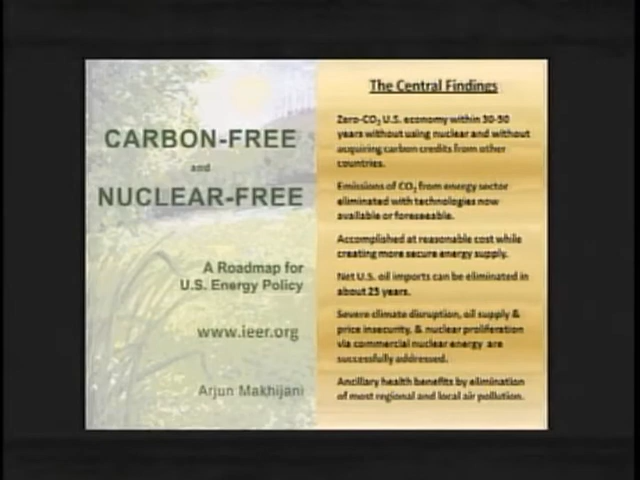 CARBON-FREE
and
NUCLEAR-FREE
A Roadmap for
U.S. Energy Policy
www.ieer.org
Arjun Makhijani
The Central Findings
Zero-CO₂ U.S. economy within 30-50
years without using nuclear and without
acquiring carbon credits from other
countries.
Emissions of CO₂ from energy sector
eliminated with technologies now
available or foreseeable.
Accomplished at reasonable cost while
creating more secure energy supply.
Net U.S. oil imports can be eliminated in
about 25 years.
Severe climate disruption, oil supply &
price insecurity, & nuclear proliferation
via commercial nuclear energy are
successfully addressed.
Ancillary health benefits by elimination
of most regional and local air pollution.